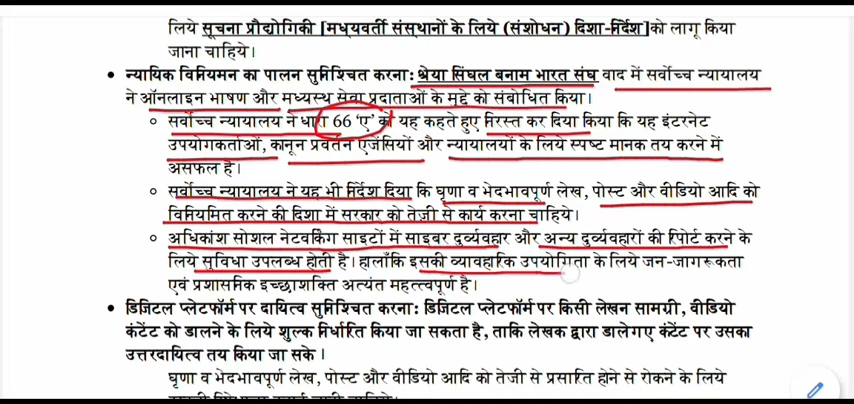 लिये सूचना प्रौद्योगिकी [मध्यवर्ती संस्थानों के लिये (संशोधन) दिशा-निर्देश]को लागू किया
जाना चाहिये।
• न्यायिक विनियमन का पालन सुनिश्चित करना: श्रेया सिंघल बनाम भारत संघ वाद में सर्वोच्च न्यायालय
ने ऑनलाइन भाषण और मध्यस्थ सेवा प्रदाताओं के मुद्दे को संबोधित किया।
○ सर्वोच्च न्यायालय ने धारा 66 ‘ए’ को यह कहते हुए निरस्त कर दिया किया कि यह इंटरनेट
उपयोगकर्ताओं, कानून प्रवर्तन एजेंसियों और न्यायालयों के लिये स्पष्ट मानक तय करने में
असफल है।
○ सर्वोच्च न्यायालय ने यह भी निर्देश दिया कि घृणा व भेदभावपूर्ण लेख, पोस्ट और वीडियो आदि को
विनियमित करने की दिशा में सरकार को तेज़ी से कार्य करना चाहिये।
○ अधिकांश सोशल नेटवर्किंग साइटों में साइबर दुर्व्यवहार और अन्य दुर्व्यवहारों की रिपोर्ट करने के
लिये सुविधा उपलब्ध होती है। हालाँकि इसकी व्यावहारिक उपयोगिता के लिये जन-जागरूकता
एवं प्रशासनिक इच्छाशक्ति अत्यंत महत्त्वपूर्ण है।
• डिजिटल प्लेटफॉर्म पर दायित्व सुनिश्चित करना: डिजिटल प्लेटफॉर्म पर किसी लेखन सामग्री, वीडियो
कंटेंट को डालने के लिये शुल्क निर्धारित किया जा सकता है, ताकि लेखक द्वारा डालेगए कंटेंट पर उसका
उत्तरदायित्व तय किया जा सके।
घृणा व भेदभावपूर्ण लेख, पोस्ट और वीडियो आदि को तेजी से प्रसारित होने से रोकने के लिये